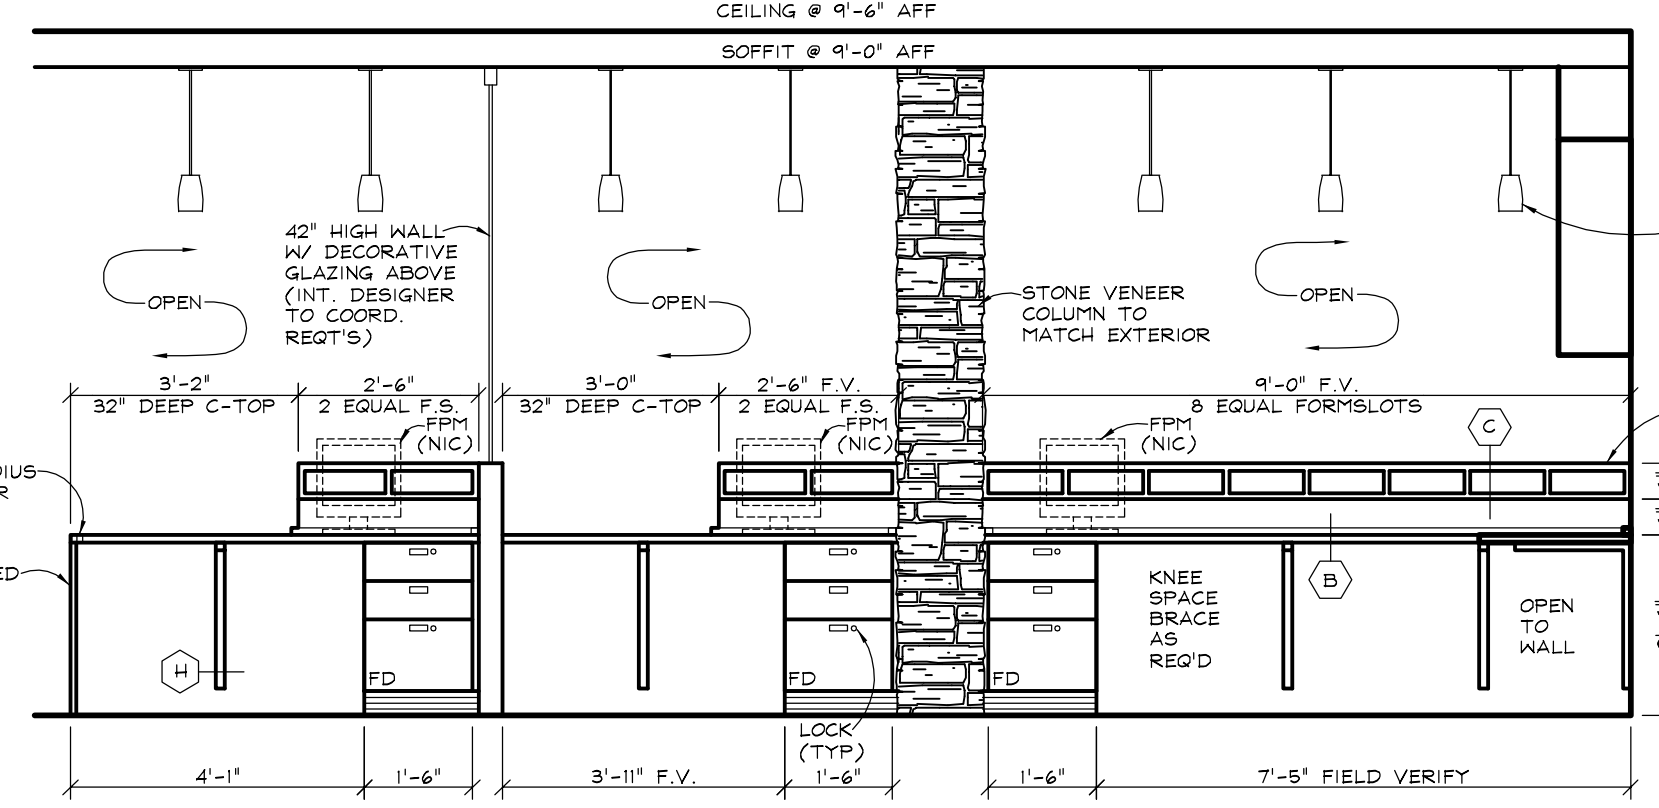 CEILING @ 9'-6" AFF
SOFFIT @ 9'-0" AFF
42" HIGH WALL
W/ DECORATIVE
GLAZING ABOVE
(INT. DESIGNER
TO COORD.
REQT'S)
OPEN
OPEN
STONE VENEER
COLUMN TO
MATCH EXTERIOR
OPEN
3'-2"
32" DEEP C-TOP
2'-6"
2 EQUAL F.S.
3'-0"
32" DEEP C-TOP
2'-6" F.V.
2 EQUAL F.S.
9'-0" F.V.
8 EQUAL FORMSLOTS
FPM
(NIC)
FPM
(NIC)
FPM
(NIC)
C
DIUS
R
ED
H
FD
FD
FD
KNEE
SPACE
BRACE
AS
REQ'D
B
OPEN
TO
WALL
LOCK
(TYP)
4'-1"
1'-6"
3'-11" F.V.
1'-6"
1'-6"
7'-5" FIELD VERIFY